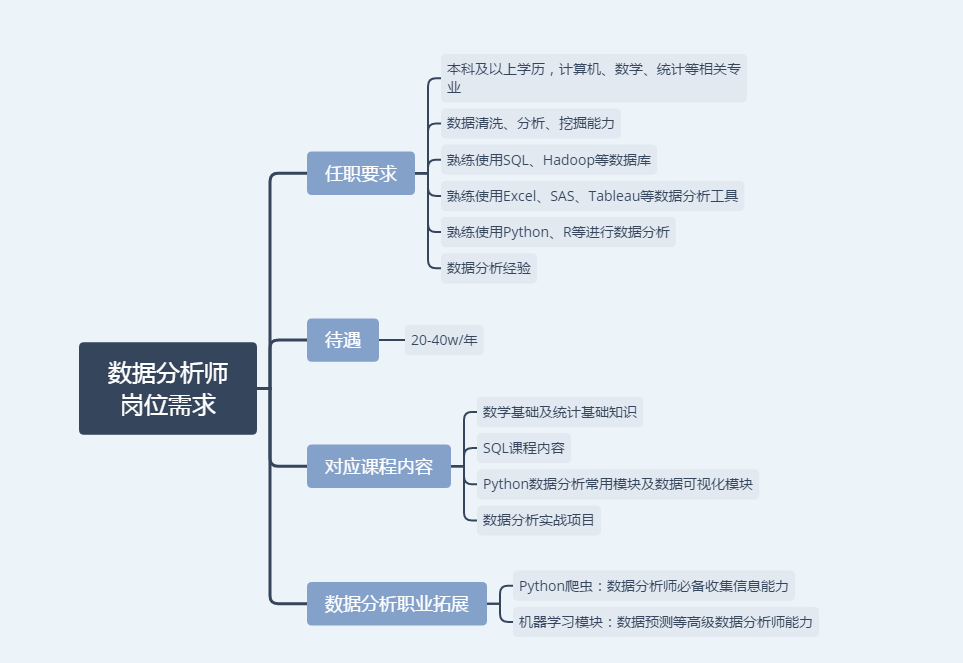 数据分析师
岗位需求
任职要求
本科及以上学历，计算机、数学、统计等相关专
业
数据清洗、分析、挖掘能力
熟练使用SQL、Hadoop等数据库
熟练使用Excel、SAS、Tableau等数据分析工具
熟练使用Python、R等进行数据分析
数据分析经验
待遇
20-40w/年
对应课程内容
数学基础及统计基础知识
SQL课程内容
Python数据分析常用模块及数据可视化模块
数据分析实战项目
数据分析职业拓展
Python爬虫：数据分析师必备收集信息能力
机器学习模块：数据预测等高级数据分析师能力